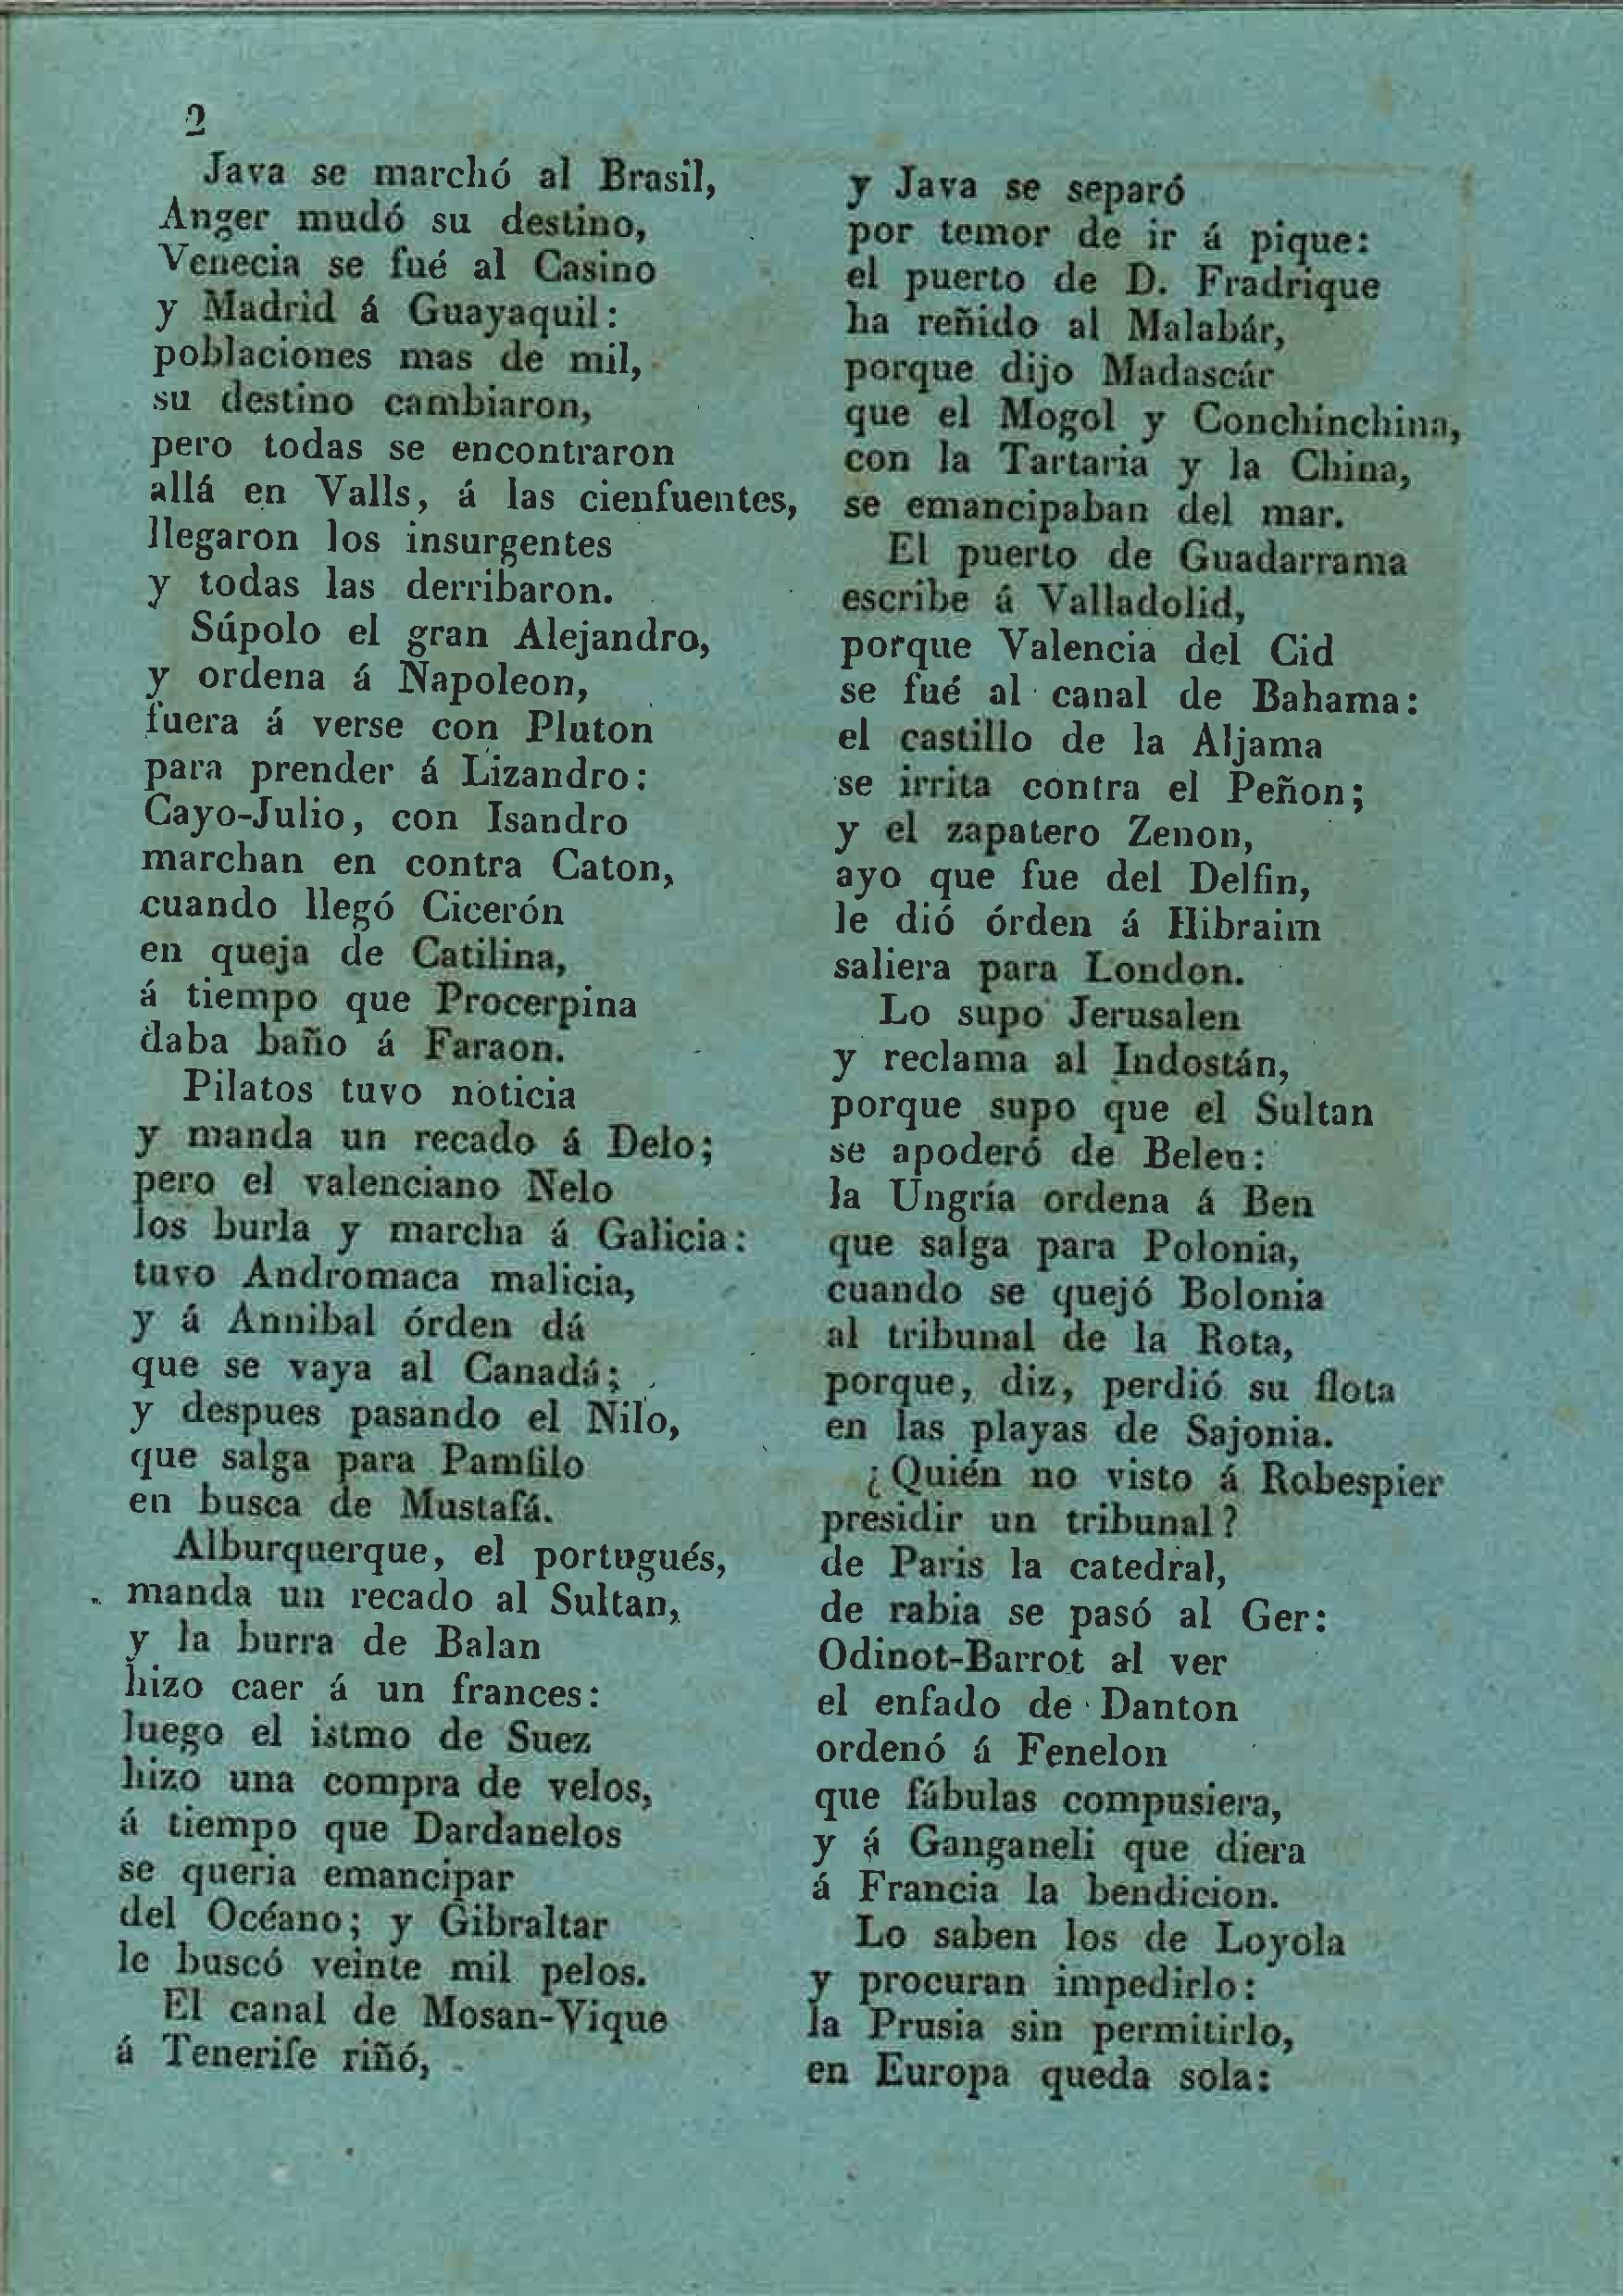 2
Java se marchó al Brasil,
Anger mudó su destino,
Venecia se fué al Casino
y Madrid á Guayaquil:
poblaciones mas de mil,
su destino cambiaron,
pero todas se encontraron
allá en Valls, á las cienfuentes,
llegaron los insurgentes
y todas las derribaron.
Súpolo el gran Alejandro,
y ordena á Napoleon,
fuera á verse con Pluton
para prender á Lizandro:
Cayo-Julio, con Isandro
marchan en contra Caton,
cuando llegó Cicerón
en queja de Catilina,
á tiempo que Procerpina
daba baño á Faraon.
Pilatos tuvo noticia
y manda un recado á Delo;
pero el valenciano Nelo
los burla y marcha á Galicia:
tuvo Andromaca malicia,
y á Annibal órden dá
que se vaya al Canadá;
y despues pasando el Nilo,
que salga para Pamfilo
en busca de Mustafá.
Alburquerque, el portugués,
manda un recado al Sultan,
y la burra de Balan
hizo caer á un frances:
luego el istmo de Suez
hizo una compra de velos,
á tiempo que Dardanelos
se queria emancipar
del Océano; y Gibraltar
le buscó veinte mil pelos.
El canal de Mosan-Vique
á Tenerife riñó,
y Java se separó
por temor de ir á pique:
el puerto de D. Fradrique
ha reñido al Malabár,
porque dijo Madascár
que el Mogol y Conchinchina,
con la Tartaria y la China,
se emancipaban del mar.
El puerto de Guadarrama
escribe á Valladolid,
porque Valencia del Cid
se fué al canal de Bahama:
el castillo de la Aljama
se irrita contra el Peñon;
y el zapatero Zenon,
ayo que fue del Delfin,
le dió órden á Hibraim
saliera para London.
Lo supo Jerusalen
y reclama al Indostán,
porque supo que el Sultan
se apoderó de Belen:
la Ungría ordena á Ben
que salga para Polonia,
cuando se quejó Bolonia
al tribunal de la Rota,
porque, diz, perdió su flota
en las playas de Sajonia.
¿Quién no visto á Robespier
presidir un tribunal?
de Paris la catedral,
de rabia se pasó al Ger:
Odinot-Barrot al ver
el enfado de Danton
ordenó á Fenelon
que fábulas compusiera,
y á Ganganeli que diera
á Francia la bendicion.
Lo saben los de Loyola
y procuran impedirlo:
la Prusia sin permitirlo,
en Europa queda sola: